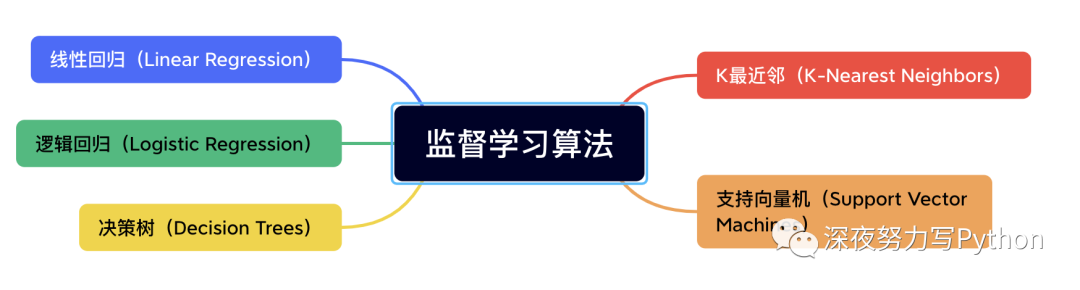 线性回归（Linear Regression）
逻辑回归（Logistic Regression）
决策树（Decision Trees）
监督学习算法
K最近邻（K-Nearest Neighbors）
支持向量机（Support Vector
Machines）
深夜努力写Python